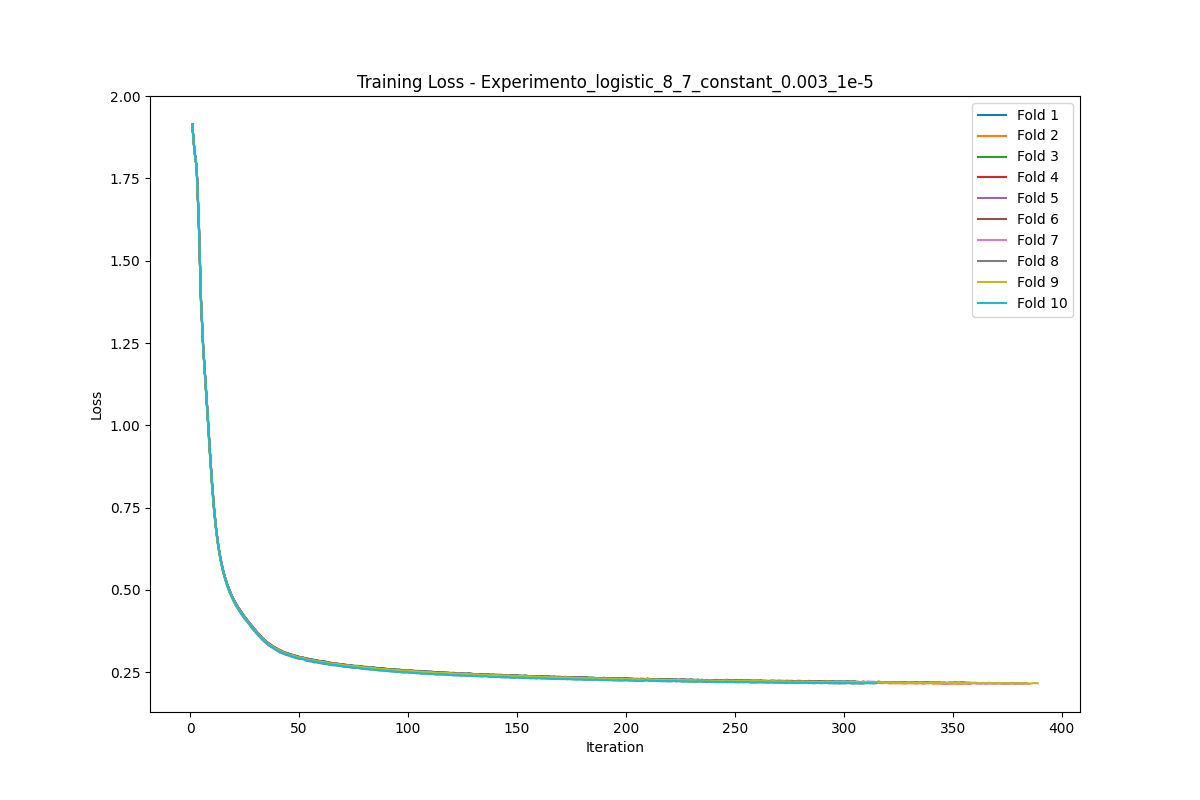 Training Loss - Experimento_logistic_8_7_constant_0.003_1e-5
2.00
1.75
1.50
1.25
1.00
0.75
0.50
0.25
Loss
Fold 1
Fold 2
Fold 3
Fold 4
Fold 5
Fold 6
Fold 7
Fold 8
Fold 9
Fold 10
0 50 100 150 200 250 300 350 400
Iteration